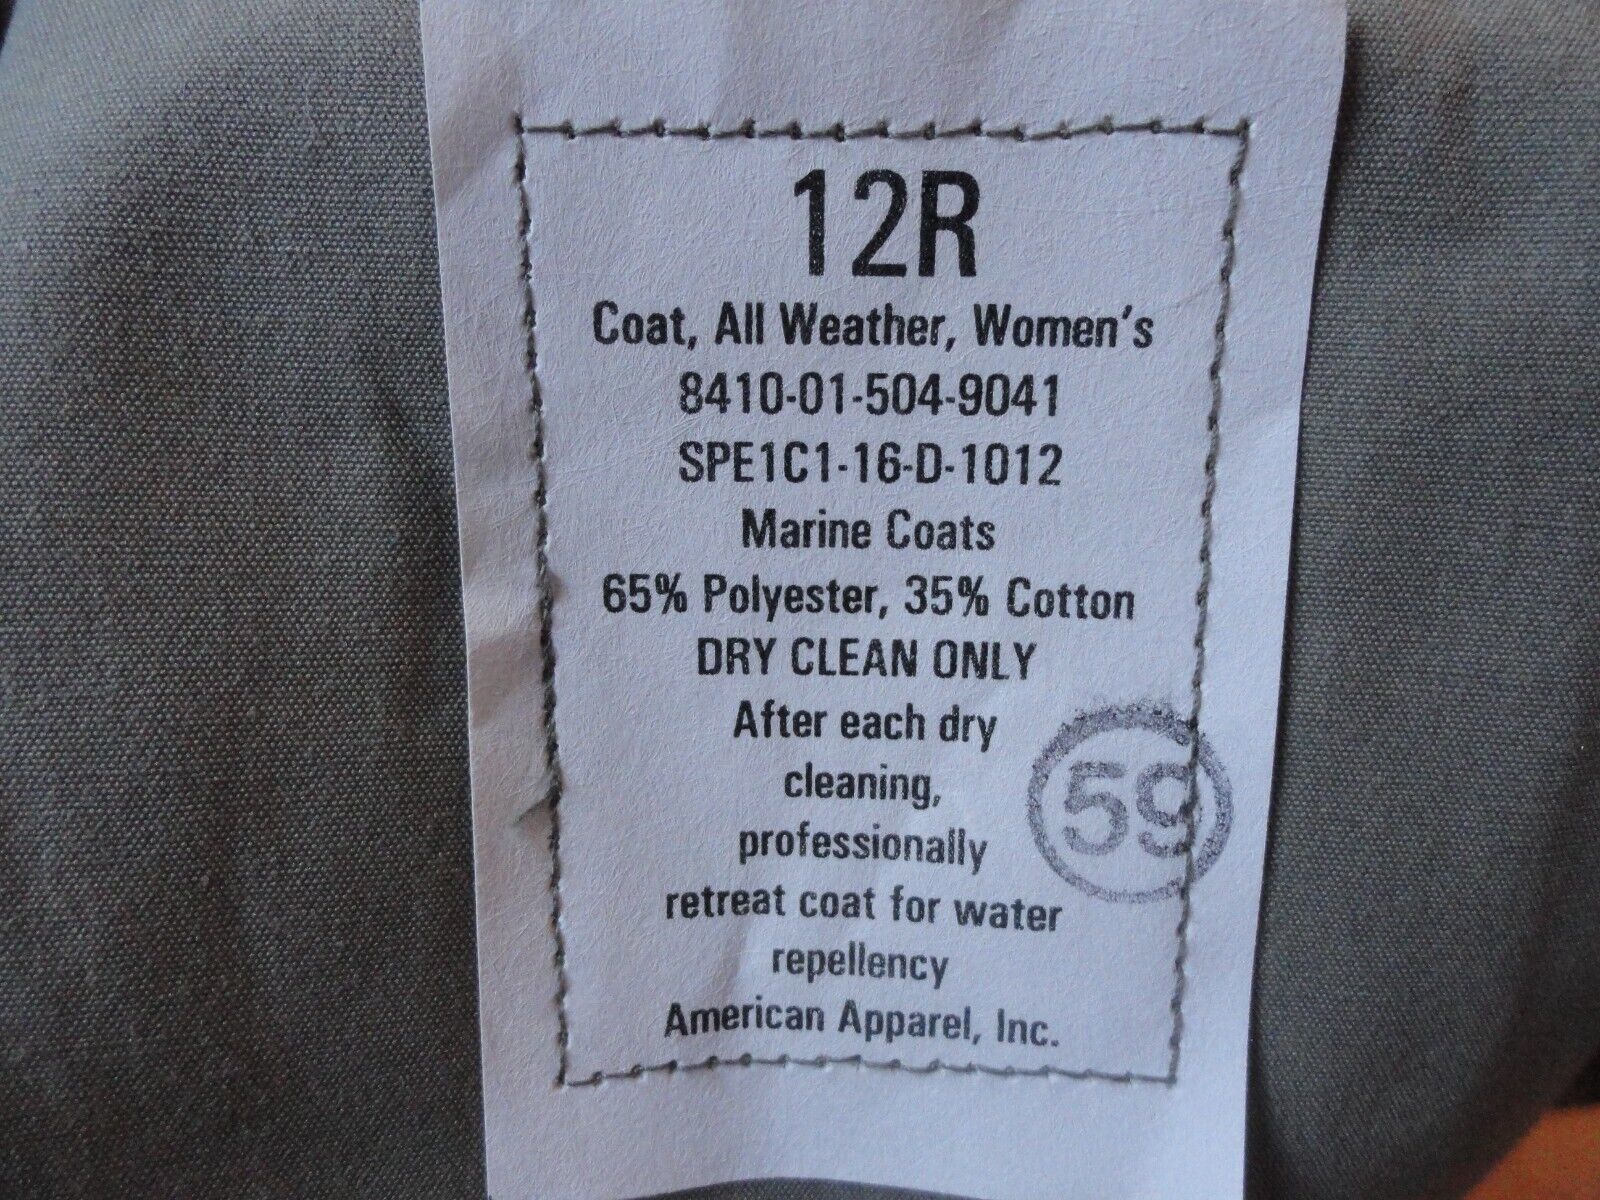 12R
Coat, All Weather, Women's
8410-01-504-9041
SPE1C1-16-D-1012
Marine Coats
65% Polyester, 35% Cotton
DRY CLEAN ONLY
After each dry
cleaning,
professionally
retreat coat for water
repellency
American Apparel, Inc.
59